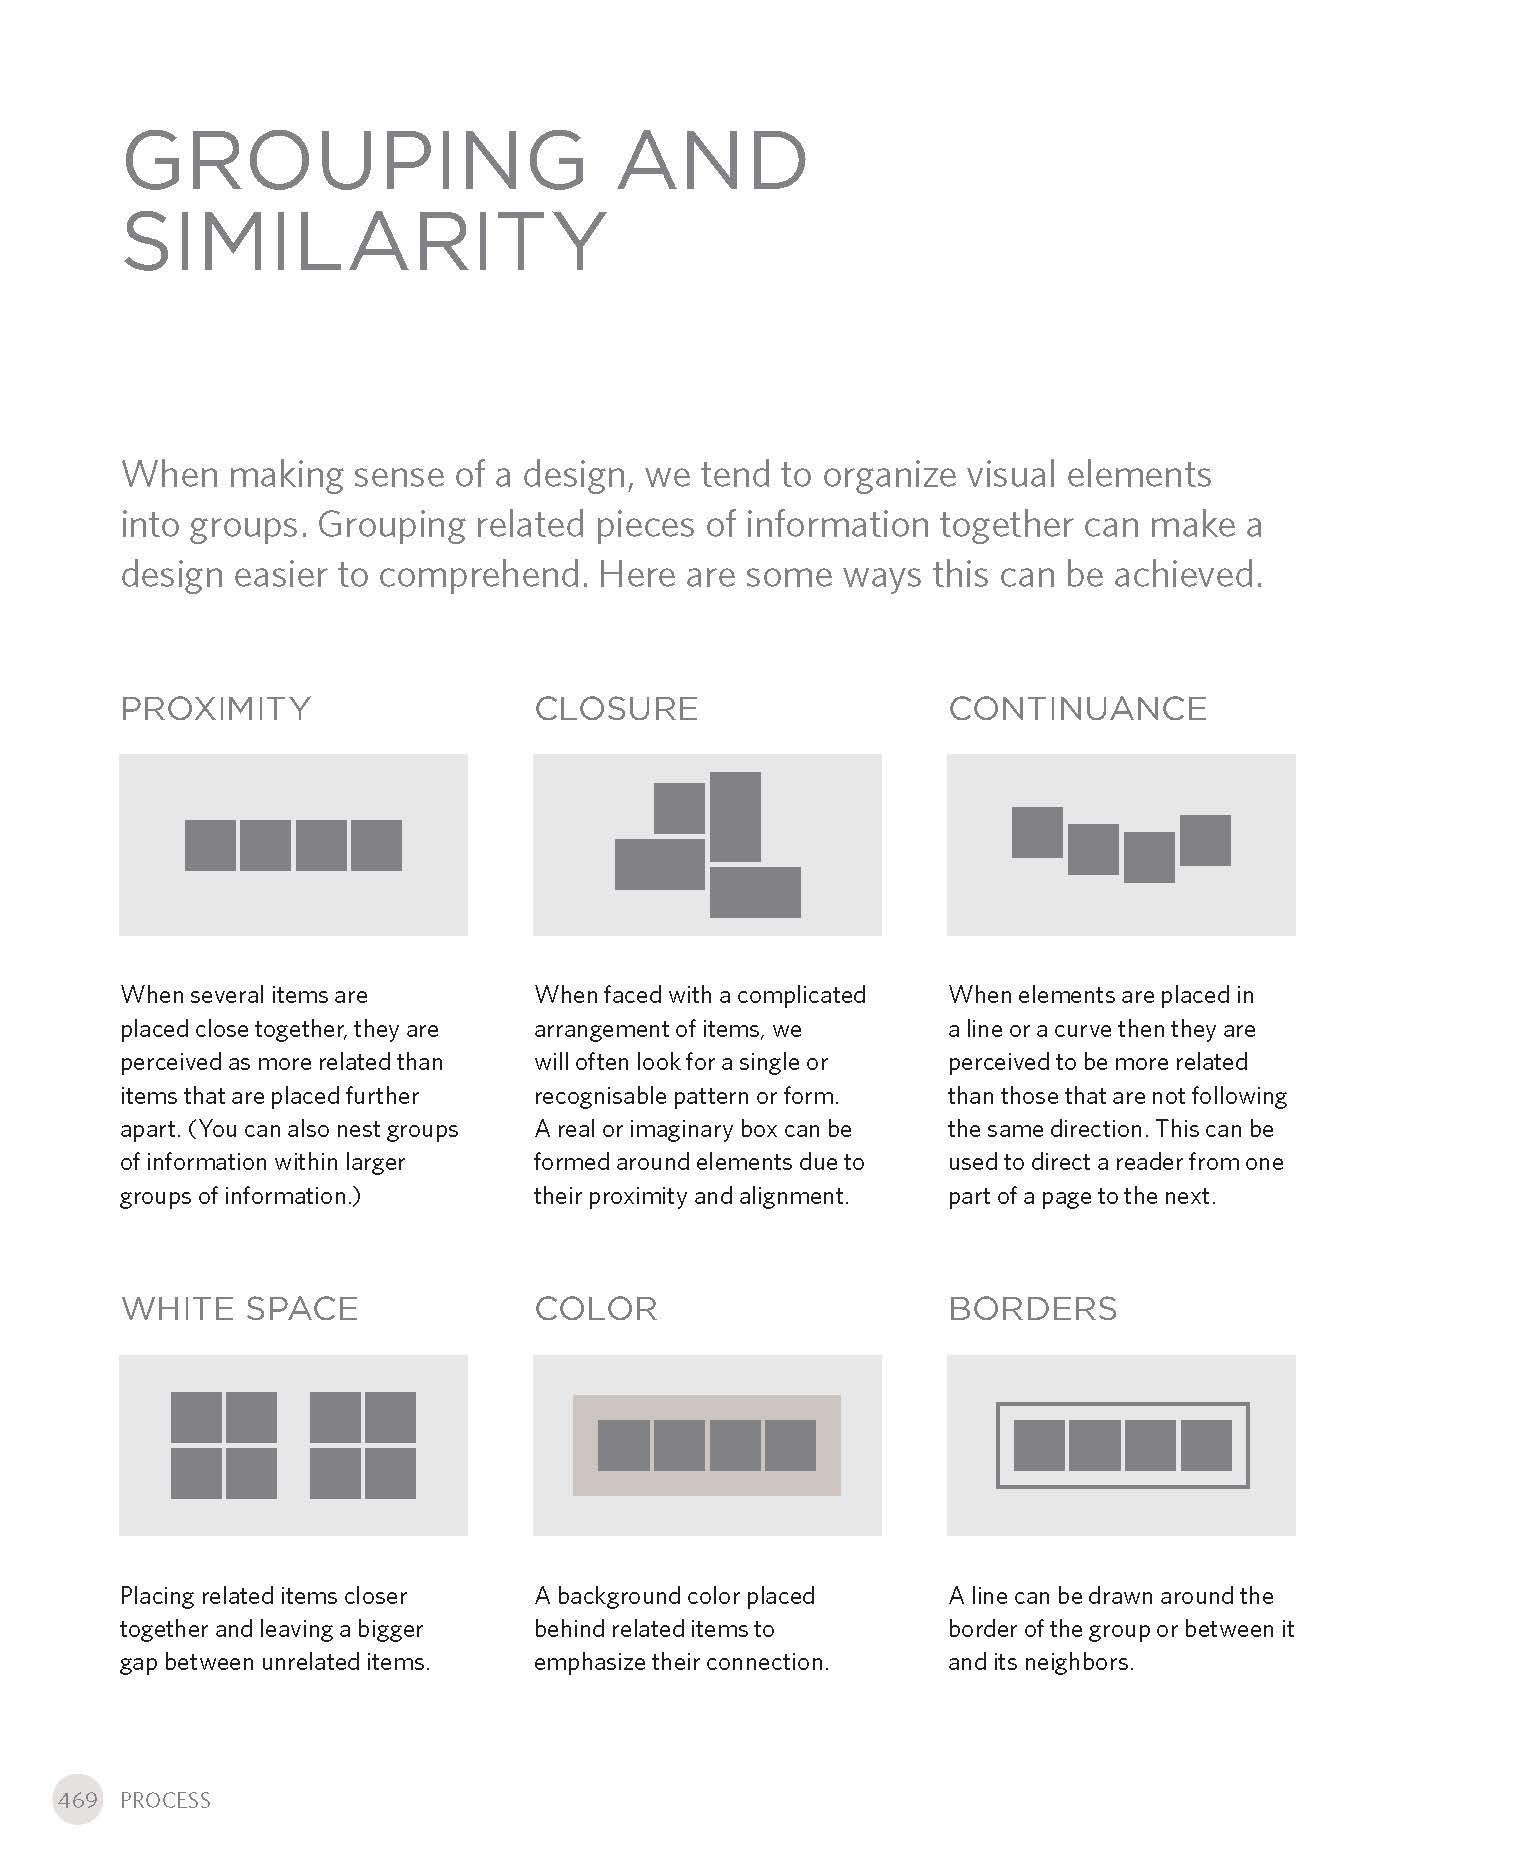 GROUPING AND
SIMILARITY
When making sense of a design, we tend to organize visual elements
into groups. Grouping related pieces of information together can make a
design easier to comprehend. Here are some ways this can be achieved.
PROXIMITY
When several items are
placed close together, they are
perceived as more related than
items that are placed further
apart. (You can also nest groups
of information within larger
groups of information.)
CLOSURE
When faced with a complicated
arrangement of items, we
will often look for a single or
recognisable pattern or form.
A real or imaginary box can be
formed around elements due to
their proximity and alignment.
CONTINUANCE
When elements are placed in
a line or a curve then they are
perceived to be more related
than those that are not following
the same direction. This can be
used to direct a reader from one
part of a page to the next.
WHITE SPACE
Placing related items closer
together and leaving a bigger
gap between unrelated items.
COLOR
A background color placed
behind related items to
emphasize their connection.
BORDERS
A line can be drawn around the
border of the group or between it
and its neighbors.
469 PROCESS